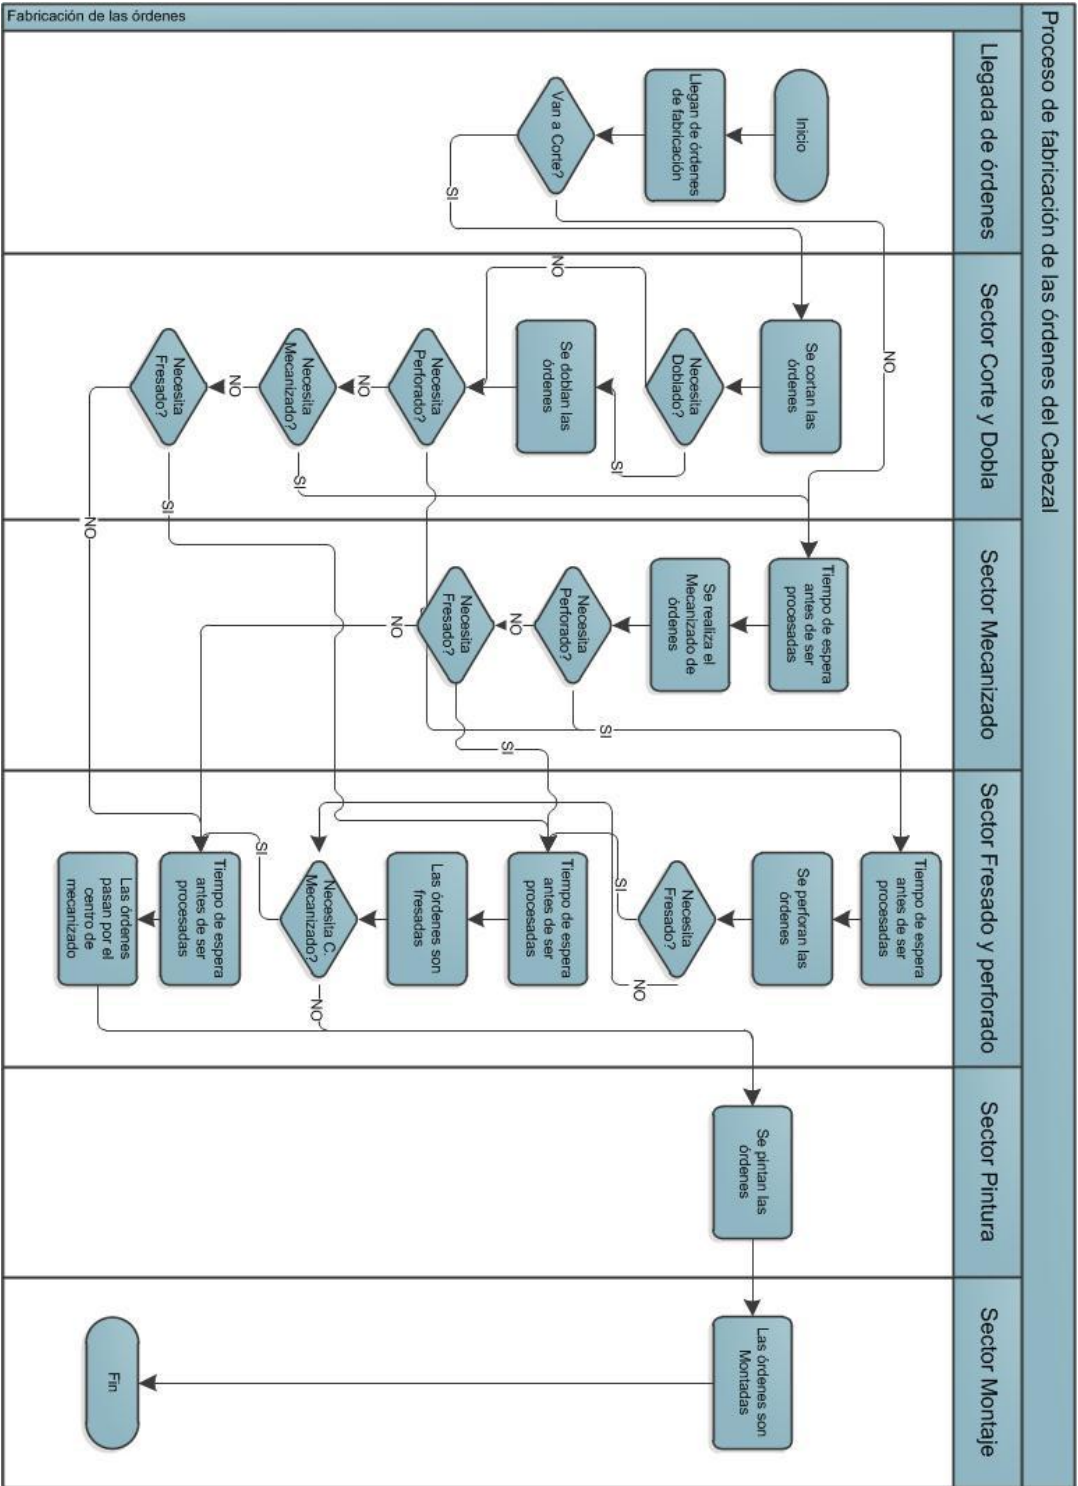 Proceso de fabricación de las órdenes del Cabezal
Fabricación de las órdenes
Llegada de órdenes
Sector Corte y Dobla
Sector Mecanizado
Sector Fresado y perforado
Sector Pintura
Sector Montaje
Inicio
Llegan de órdenes
de fabricación
Van a Corte?
SI
NO
Se cortan las
órdenes
Necesita
Doblado?
SI
NO
Se doblan las
órdenes
Necesita
Perforado?
NO
Necesita
Mecanizado?
SI
NO
Necesita
Fresado?
SI
NO
Tiempo de espera
antes de ser
procesadas
Se realiza el
Mecanizado de
órdenes
Necesita
Perforado?
SI
NO
Necesita
Fresado?
SI
NO
Tiempo de espera
antes de ser
procesadas
Se perforan las
órdenes
Necesita
Fresado?
SI
NO
Tiempo de espera
antes de ser
procesadas
Las órdenes son
fresadas
Necesita C.
Mecanizado?
SI
NO
Tiempo de espera
antes de ser
procesadas
Las órdenes
pasan por el
centro de
mecanizado
Se pintan las
órdenes
Las órdenes son
Montadas
Fin